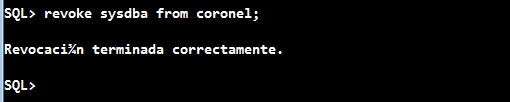 SQL> revoke sysdba from coronel;
Revocaci¾n terminada correctamente.
SQL>